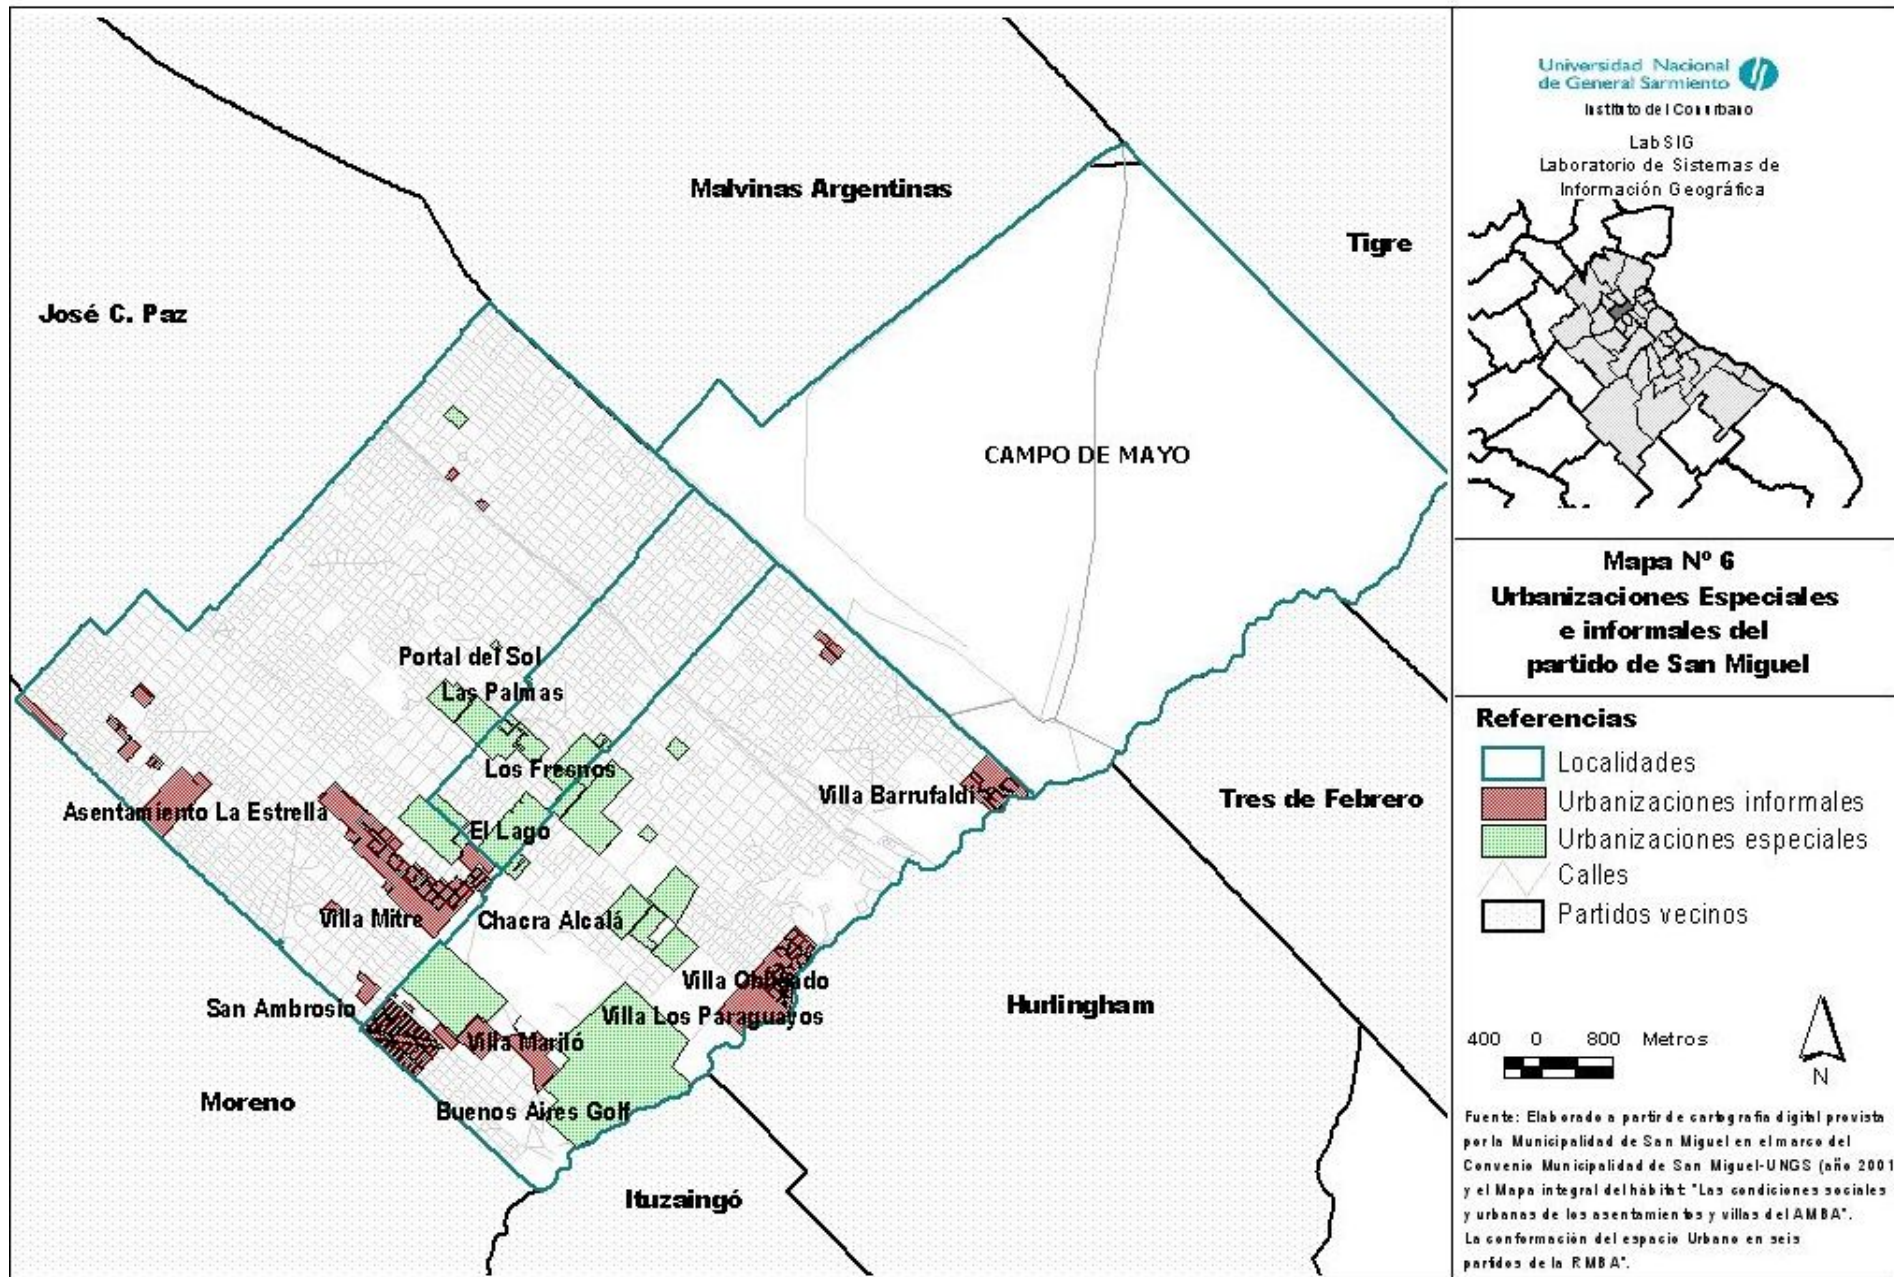 Universidad Nacional
de General Sarmiento
Instituto del Conurbano
Lab SIG
Laboratorio de Sistemas de
Información Geográfica
Malvinas Argentinas
Tigre
José C. Paz
CAMPO DE MAYO
Portal del Sol
Las Palmas
Los Fresnos
Villa Barrufaldi
Tres de Febrero
Asentamiento La Estrella
El Lago
Villa Mitre
Chacra Alcalá
Villa Obligado
San Ambrosio
Villa Los Paraguayos
Hurlingham
Villa Mariló
Moreno
Buenos Aires Golf
Ituzaingó
Mapa Nº 6
Urbanizaciones Especiales
e informales del
partido de San Miguel
Referencias
Localidades
Urbanizaciones informales
Urbanizaciones especiales
Calles
Partidos vecinos
400 0 800 Metros
N
Fuente: Elaborado a partir de cartografía digital provista
por la Municipalidad de San Miguel en el marco del
Convenio Municipalidad de San Miguel-UNGS (año 2001
y el Mapa integral del hábitat: "Las condiciones sociales
y urbanas de los asentamientos y villas del AMBA".
La conformación del espacio Urbano en seis
partidos de la RMBA".